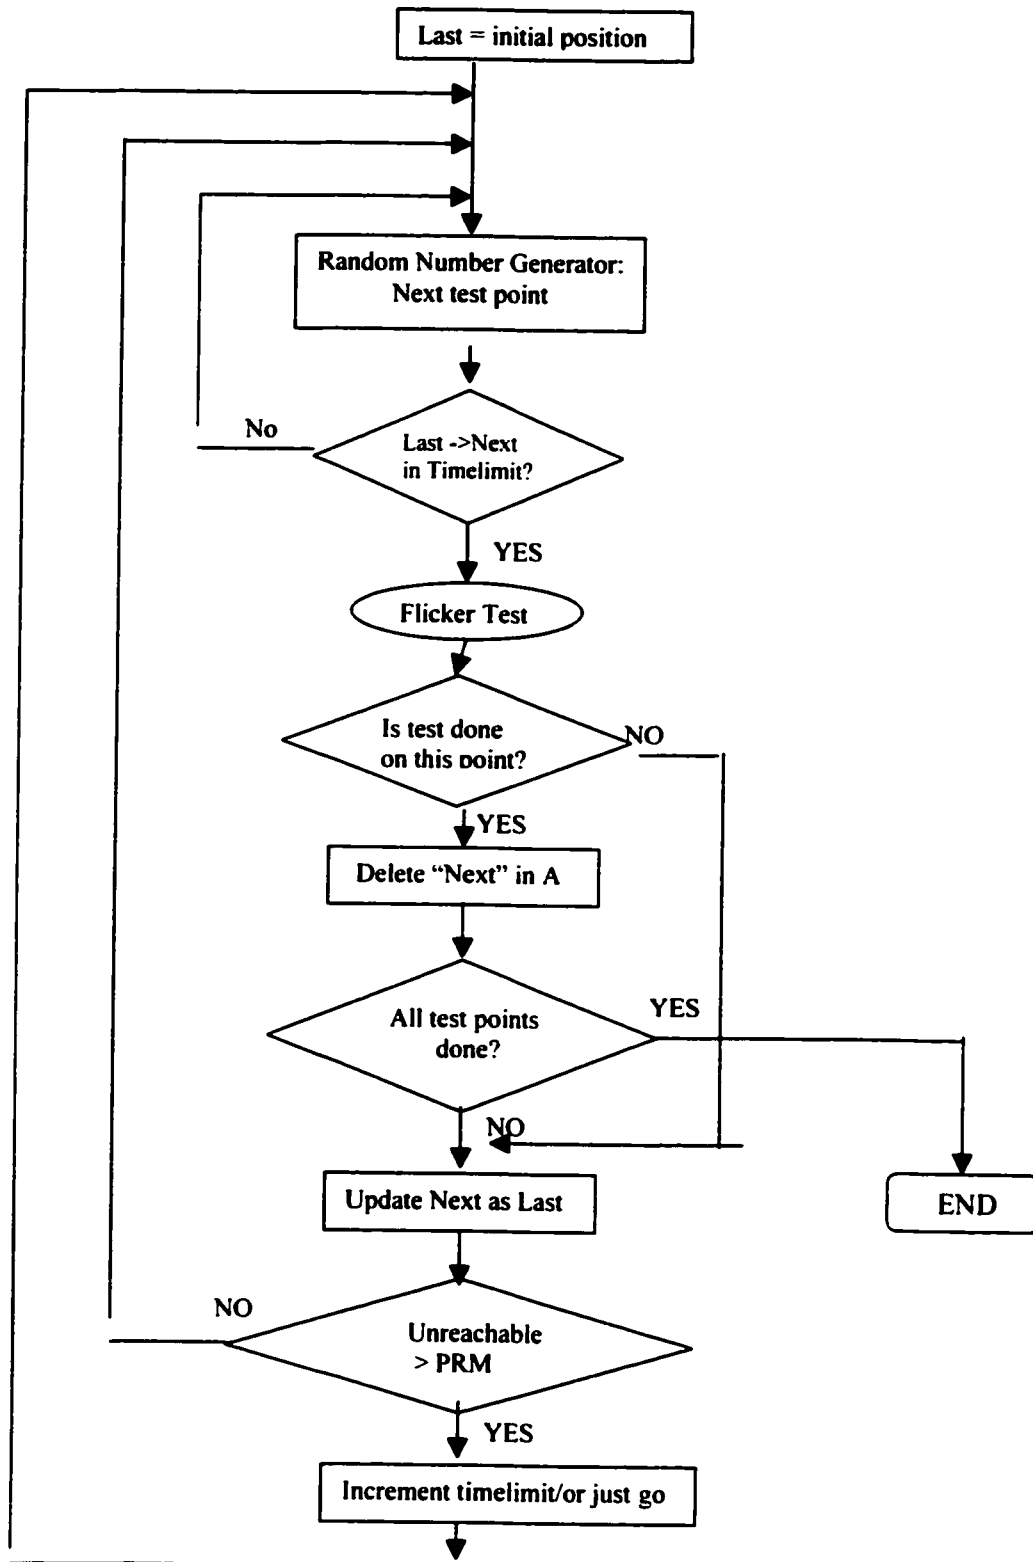 Last = initial position
Random Number Generator:
Next test point
No
Last ->Next
in Timelimit?
YES
Flicker Test
Is test done
on this point?
NO
YES
Delete “Next” in A
All test points
done?
YES
NO
Update Next as Last
END
NO
Unreachable
> PRM
YES
Increment timelimit/or just go